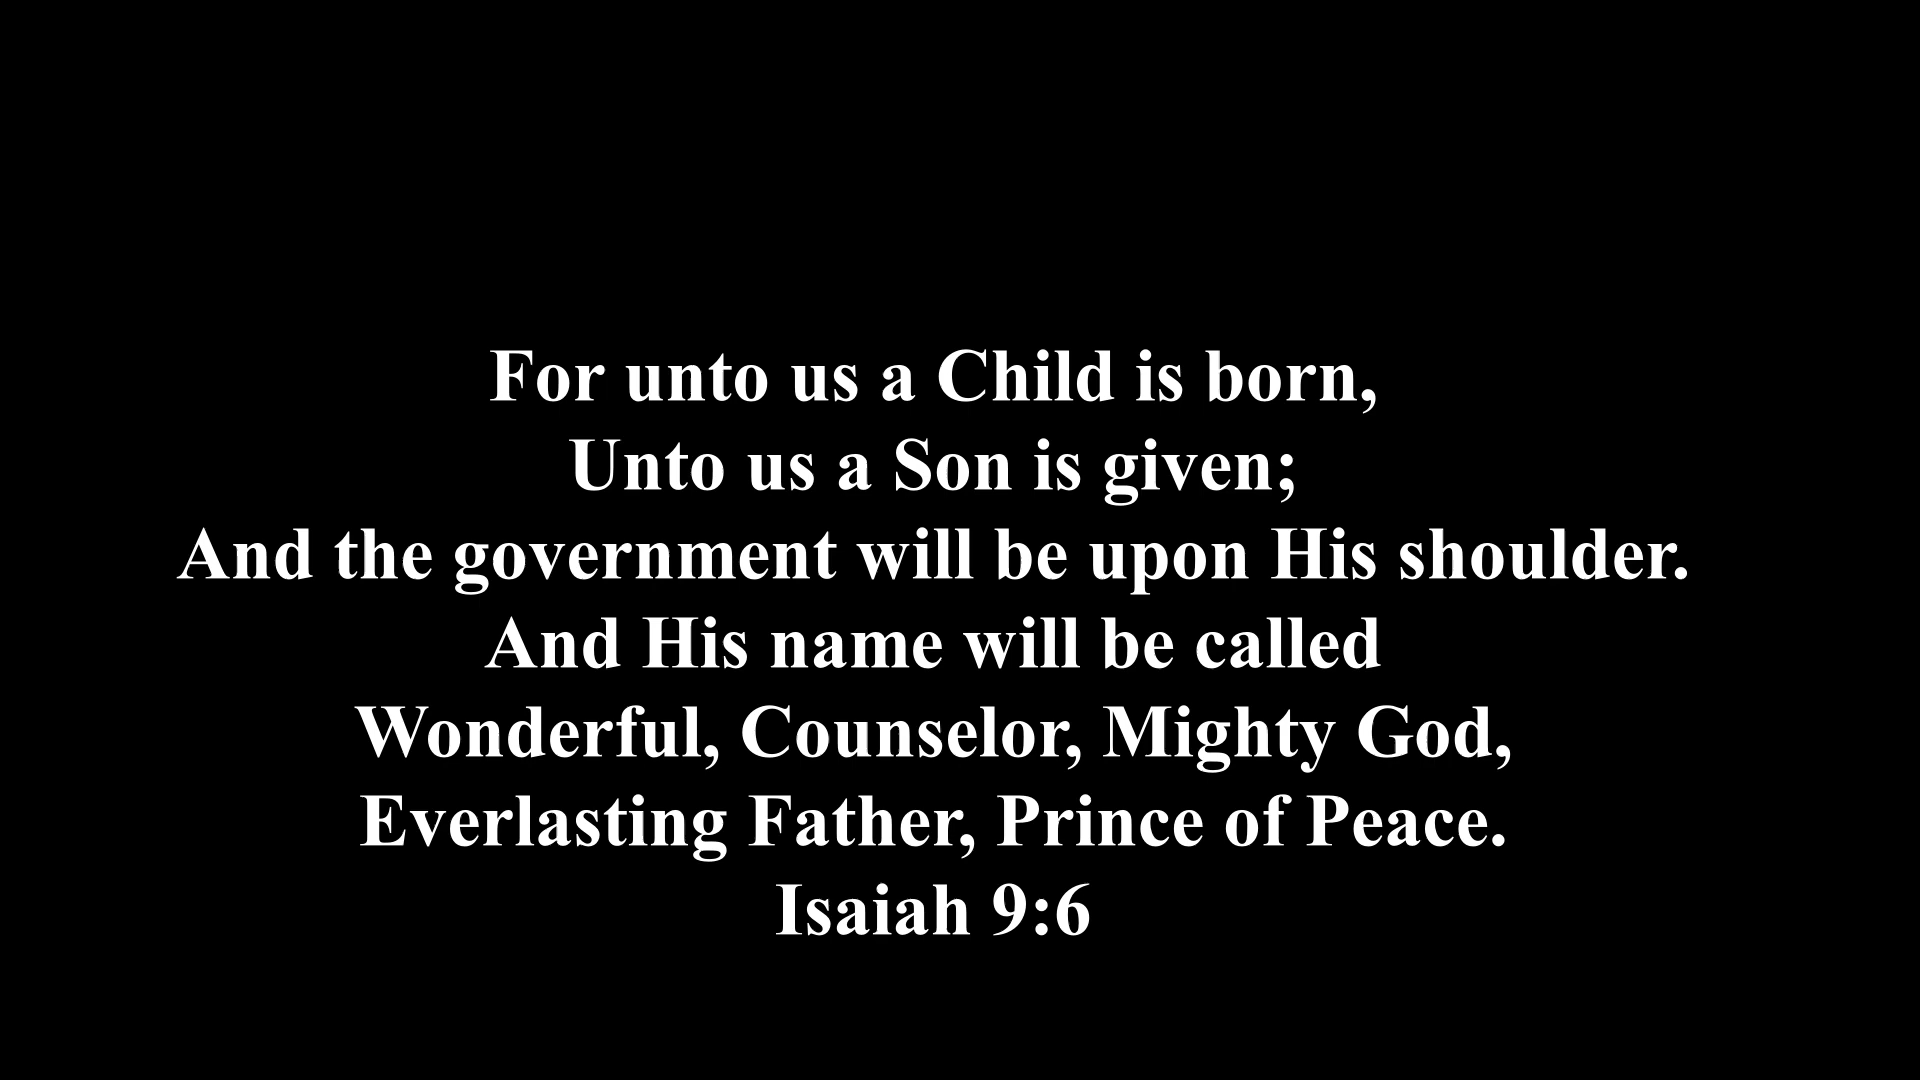 For unto us a Child is born,
Unto us a Son is given;
And the government will be upon His shoulder.
And His name will be called
Wonderful, Counselor, Mighty God,
Everlasting Father, Prince of Peace.
Isaiah 9:6